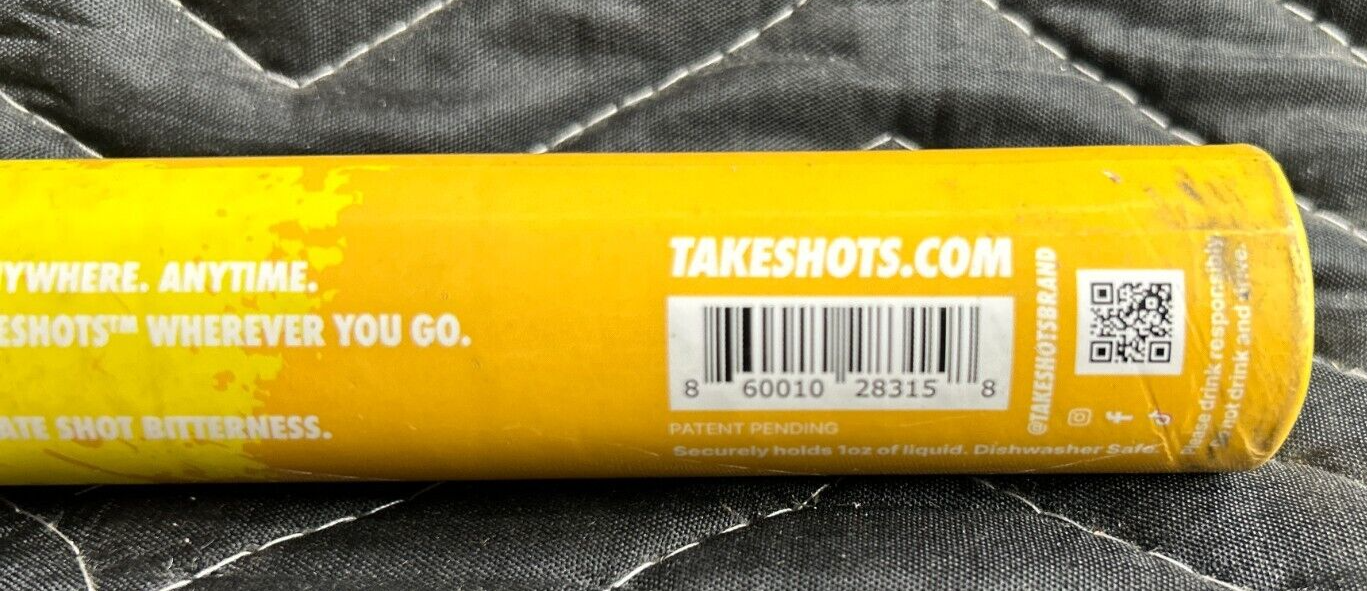 YWHERE. ANYTIME.
ESHOTS™ WHEREVER YOU GO.
ATE SHOT BITTERNESS.
TAKESHOTS.COM
8 60010 28315 8
PATENT PENDING
Securely holds 1oz of liquid. Dishwasher Safe.
@TAKESHOTSBRAND
Please drink responsibly.
Do not drink and drive.